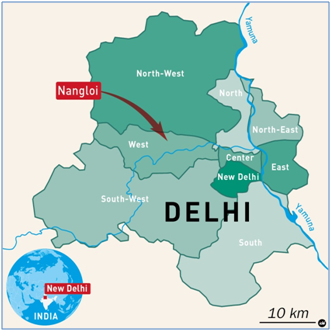 Yamuna
North-West
Nangloi
North
North-East
West
Center
East
New Delhi
South-West
DELHI
Yamuna
South
New Delhi
INDIA
10 km